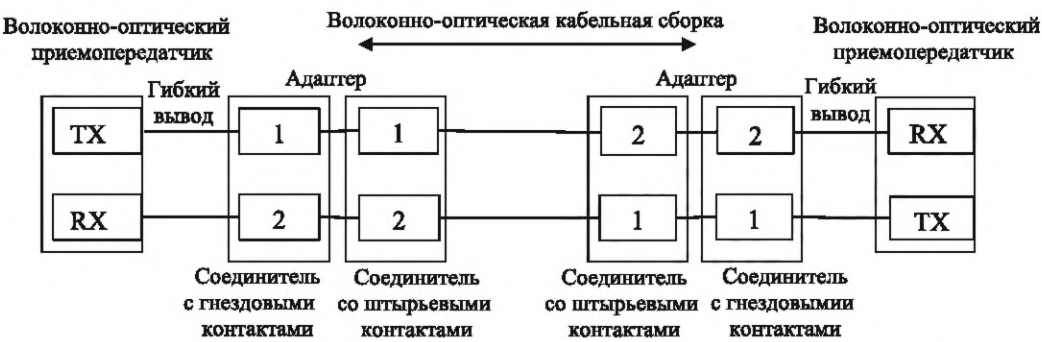 Волоконно-оптический
приемопередатчик
Волоконно-оптическая кабельная сборка
Волоконно-оптический
приемопередатчик
Гибкий
вывод
Адаптер
Адаптер
Гибкий
вывод
TX 1 1 2 2 RX
RX 2 2 1 1 TX
Соединитель
с гнездовыми
контактами
Соединитель
со штырьевыми
контактами
Соединитель
со штырьевыми
контактами
Соединитель
с гнездовымии
контактами